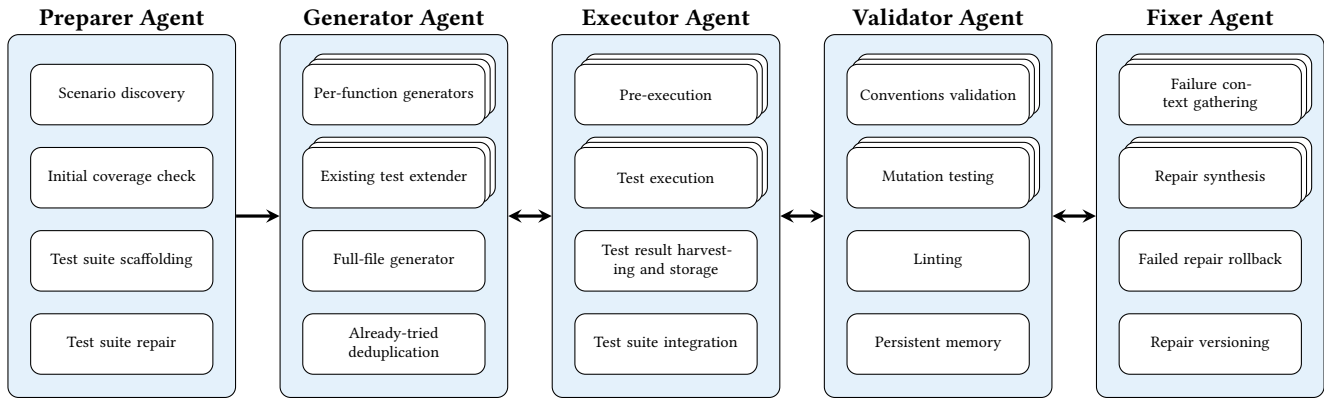 Preparer Agent
Scenario discovery
Initial coverage check
Test suite scaffolding
Test suite repair
Generator Agent
Per-function generators
Existing test extender
Full-file generator
Already-tried
deduplication
Executor Agent
Pre-execution
Test execution
Test result harvest-
ing and storage
Test suite integration
Validator Agent
Conventions validation
Mutation testing
Linting
Persistent memory
Fixer Agent
Failure con-
text gathering
Repair synthesis
Failed repair rollback
Repair versioning